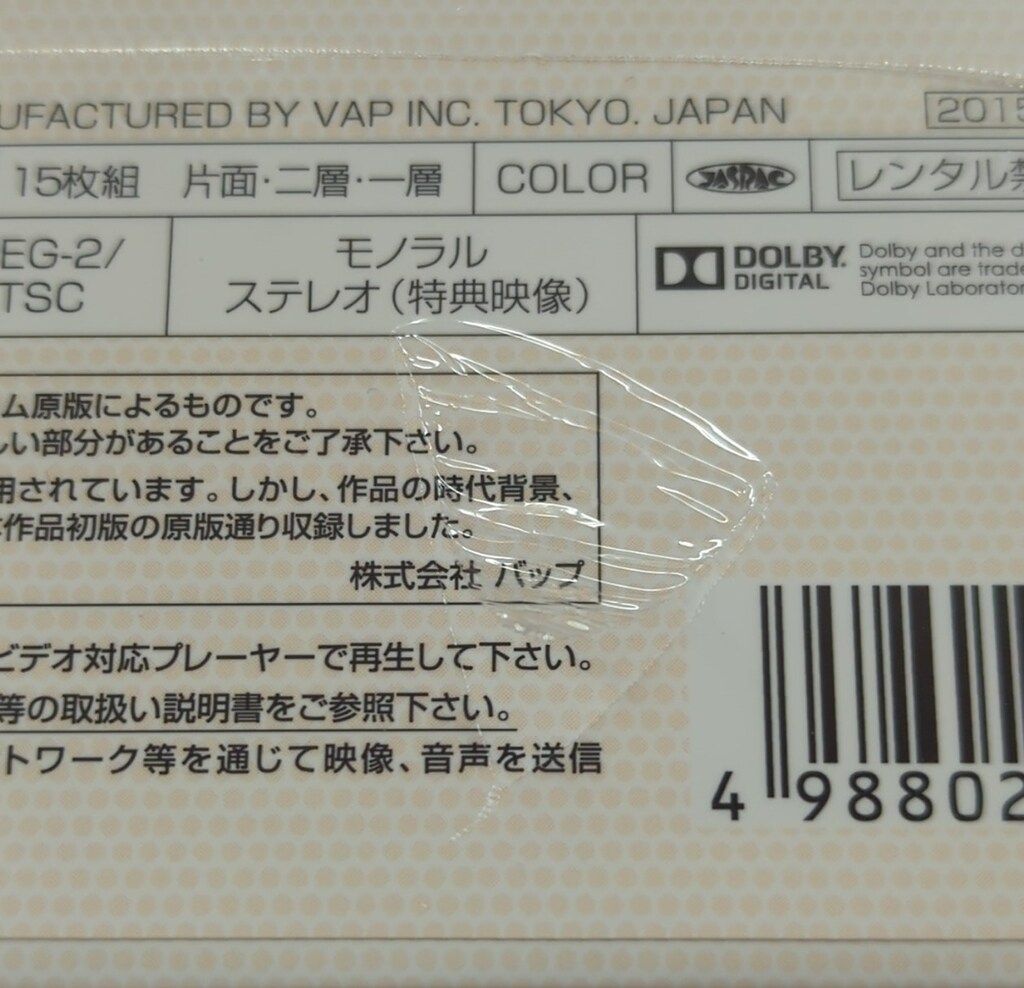 UFACTURED BY VAP INC. TOKYO. JAPAN 2015
15枚組 片面・二層・一層 COLOR JASPAC レンタル禁
EG-2/
TSC
モノラル
ステレオ(特典映像)
DOLBY.
DIGITAL
Dolby and the d
symbol are trade
Dolby Laborator
ム原版によるものです。
しい部分があることをご了承下さい。
用されています。しかし、作品の時代背景、
作品初版の原版通り収録しました。
株式会社 バップ
ビデオ対応プレーヤーで再生して下さい。
等の取扱い説明書をご参照下さい。
トワーク等を通じて映像、音声を送信
4 98802